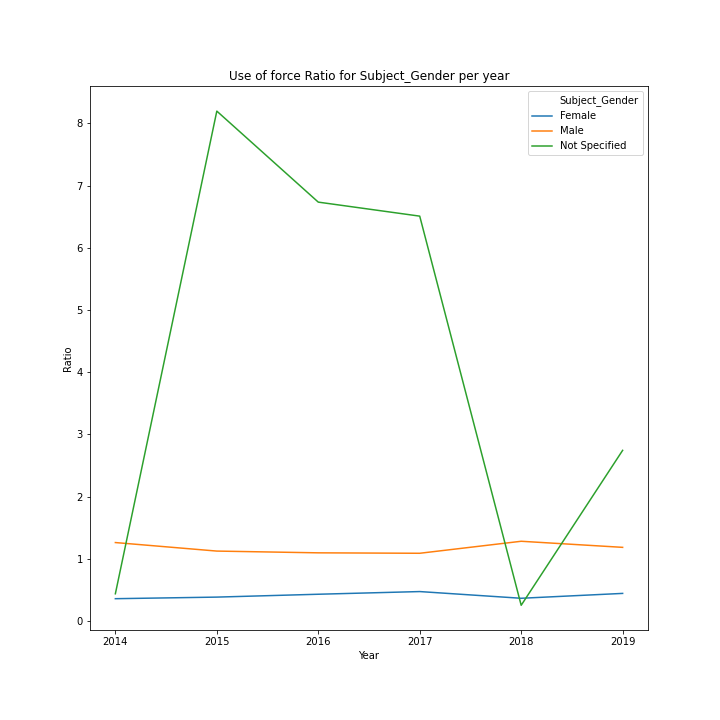 Use of force Ratio for Subject_Gender per year
Subject_Gender
Female
Male
Not Specified
8
7
6
5
4
3
2
1
0
Ratio
2014 2015 2016 2017 2018 2019
Year